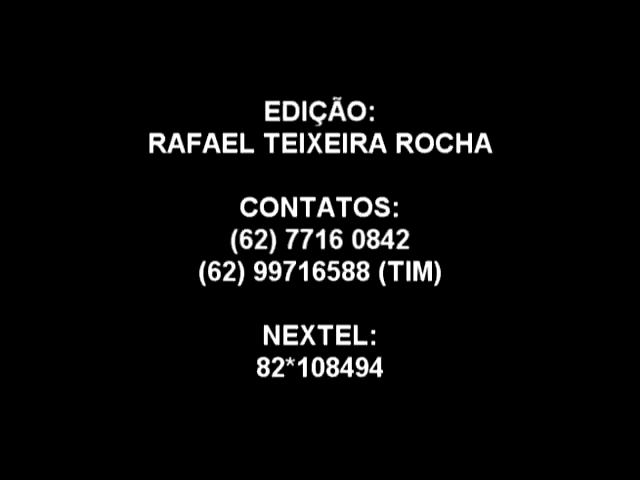 EDIÇÃO:
RAFAEL TEIXEIRA ROCHA
CONTATOS:
(62) 7716 0842
(62) 99716588 (TIM)
NEXTEL:
82*108494